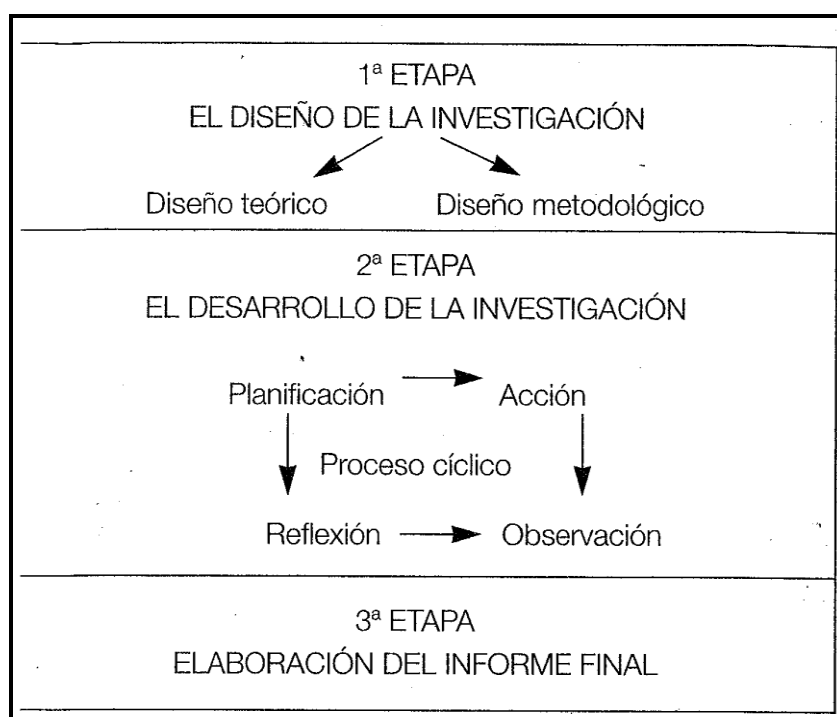 1ª ETAPA
EL DISEÑO DE LA INVESTIGACIÓN
Diseño teórico Diseño metodológico
2ª ETAPA
EL DESARROLLO DE LA INVESTIGACIÓN
Planificación Acción
Proceso cíclico
Reflexión Observación
3ª ETAPA
ELABORACIÓN DEL INFORME FINAL